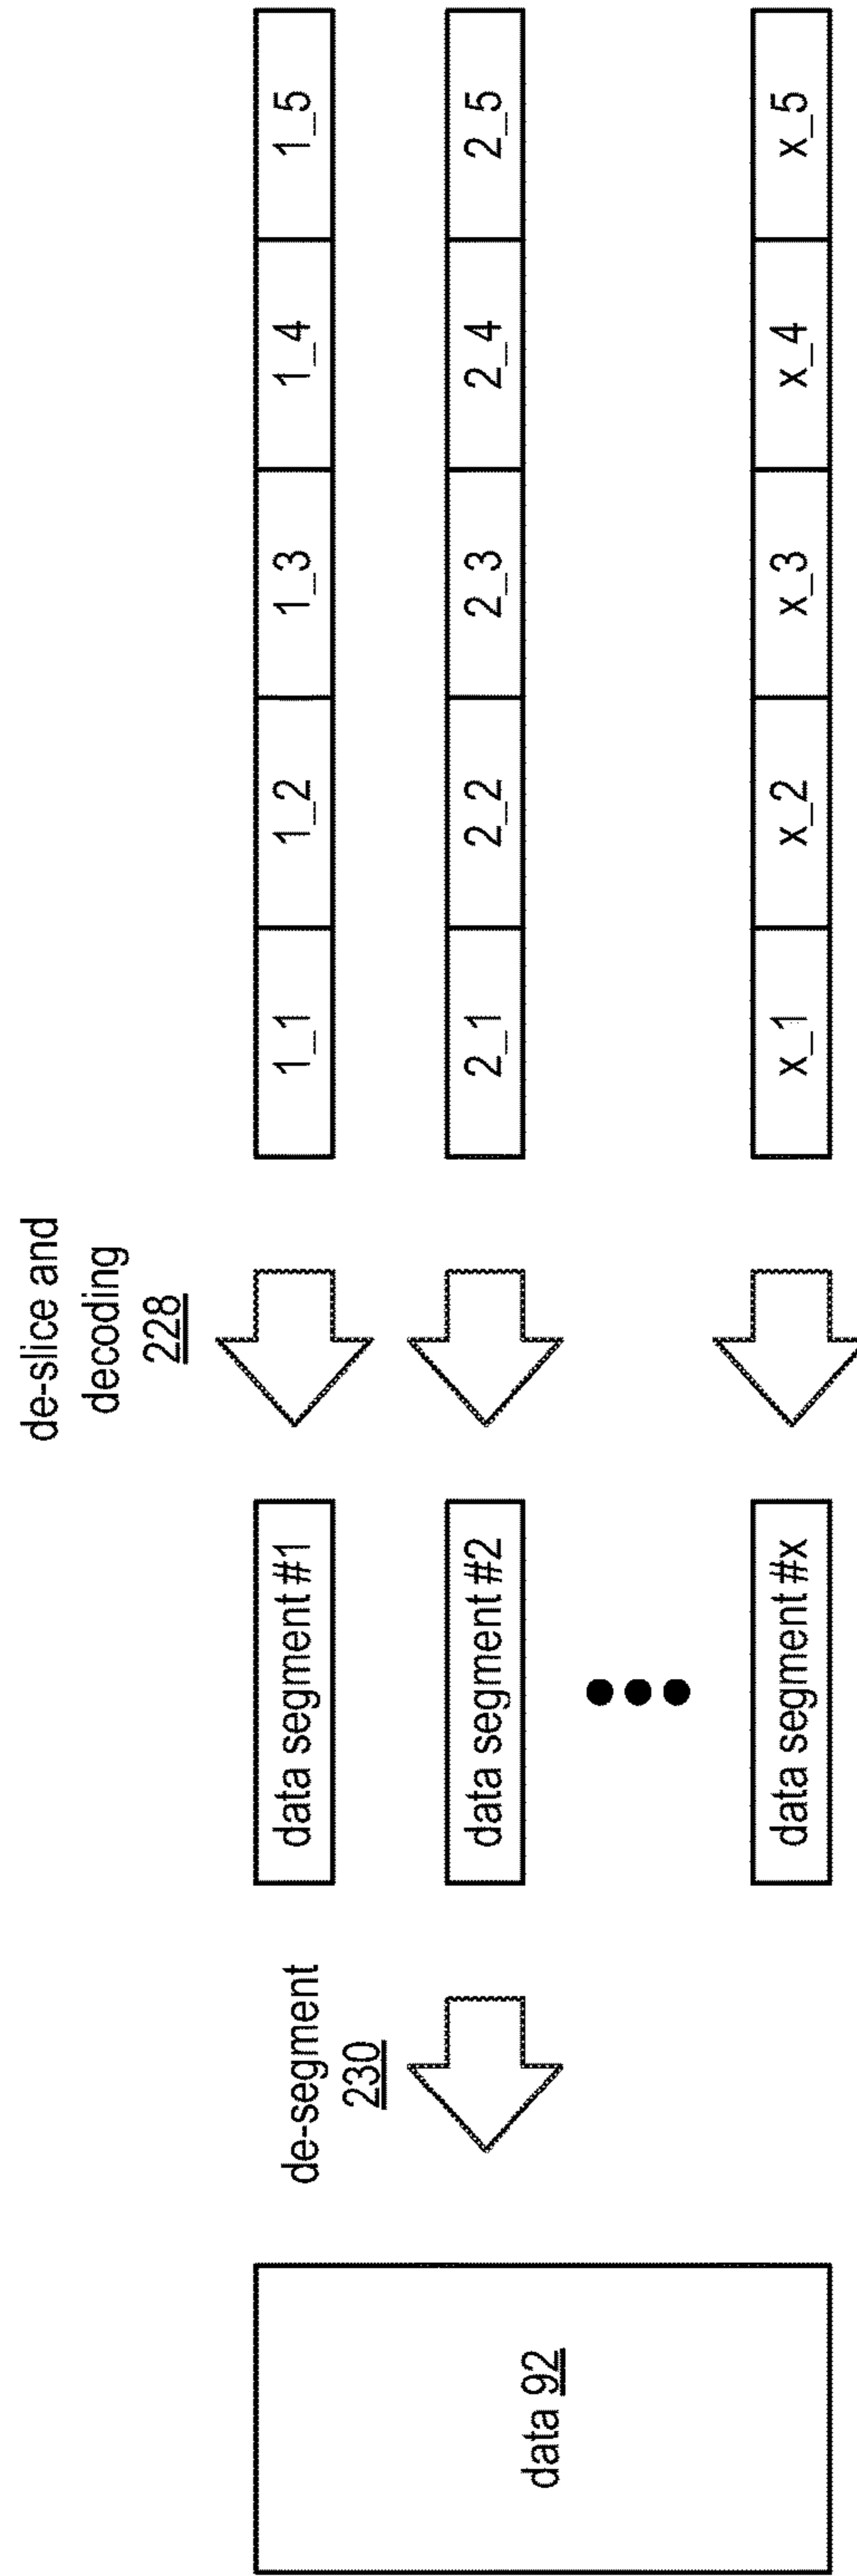 de-slice and
decoding
228
de-segment
230
data 92
data segment #1
1_1 1_2 1_3 1_4 1_5
data segment #2
2_1 2_2 2_3 2_4 2_5
data segment #x
x_1 x_2 x_3 x_4 x_5